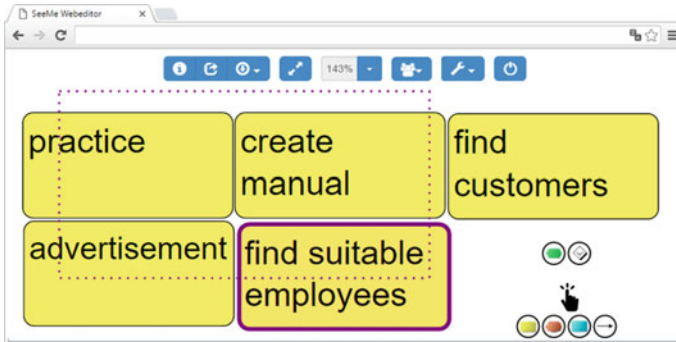 SeeMe Webeditor
143%
practice
create
manual
find
customers
advertisement
find suitable
employees